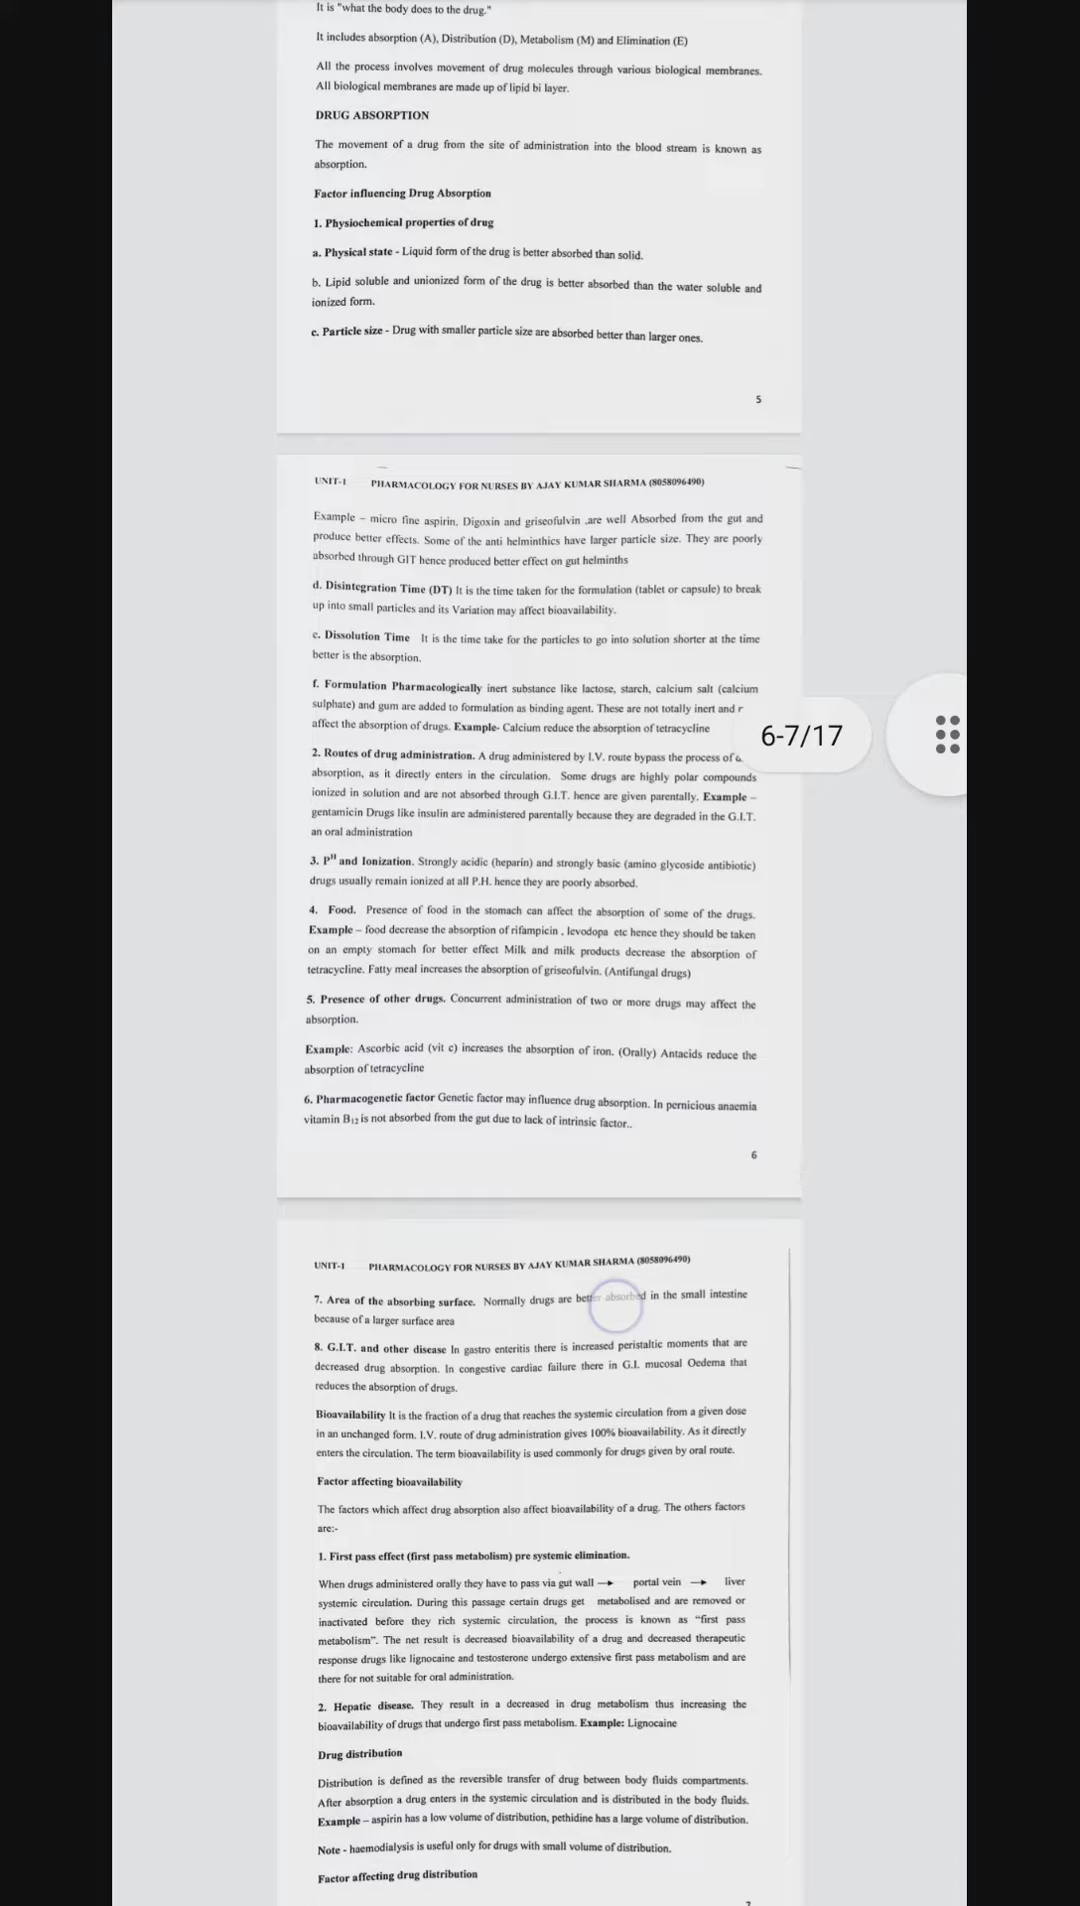 It is "what the body does to the drug."
It includes absorption (A), Distribution (D), Metabolism (M) and Elimination (E)
All the process involves movement of drug molecules through various biological membranes.
All biological membranes are made up of lipid bi layer.
DRUG ABSORPTION
The movement of a drug from the site of administration into the blood stream is known as
absorption.
Factor influencing Drug Absorption
1. Physiochemical properties of drug
a. Physical state - Liquid form of the drug is better absorbed than solid.
b. Lipid soluble and unionized form of the drug is better absorbed than the water soluble and
ionized form.
c. Particle size - Drug with smaller particle size are absorbed better than larger ones.
5
UNIT-I PHARMACOLOGY FOR NURSES BY AJAY KUMAR SHARMA (8058096490)
Example – micro fine aspirin, Digoxin and griseofulvin ,are well Absorbed from the gut and
produce better effects. Some of the anti helminthics have larger particle size. They are poorly
absorbed through GIT hence produced better effect on gut helminths
d. Disintegration Time (DT) It is the time taken for the formulation (tablet or capsule) to break
up into small particles and its Variation may affect bioavailability.
e. Dissolution Time It is the time take for the particles to go into solution shorter at the time
better is the absorption.
f. Formulation Pharmacologically inert substance like lactose, starch, calcium salt (calcium
sulphate) and gum are added to formulation as binding agent. These are not totally inert and
affect the absorption of drugs. Example- Calcium reduce the absorption of tetracycline
6-7/17
2. Routes of drug administration. A drug administered by I.V. route bypass the process of
absorption, as it directly enters in the circulation. Some drugs are highly polar compounds
ionized in solution and are not absorbed through G.I.T. hence are given parentally. Example –
gentamicin Drugs like insulin are administered parentally because they are degraded in the G.I.T.
an oral administration
3. P^H and Ionization. Strongly acidic (heparin) and strongly basic (amino glycoside antibiotic)
drugs usually remain ionized at all P.H. hence they are poorly absorbed.
4. Food. Presence of food in the stomach can affect the absorption of some of the drugs.
Example – food decrease the absorption of rifampicin , levodopa etc hence they should be taken
on an empty stomach for better effect Milk and milk products decrease the absorption of
tetracycline. Fatty meal increases the absorption of griseofulvin. (Antifungal drugs)
5. Presence of other drugs. Concurrent administration of two or more drugs may affect the
absorption.
Example: Ascorbic acid (vit c) increases the absorption of iron. (Orally) Antacids reduce the
absorption of tetracycline
6. Pharmacogenetic factor Genetic factor may influence drug absorption. In pernicious anaemia
vitamin B12 is not absorbed from the gut due to lack of intrinsic factor..
6
UNIT-I PHARMACOLOGY FOR NURSES BY AJAY KUMAR SHARMA (8058096490)
7. Area of the absorbing surface. Normally drugs are better absorbed in the small intestine
because of a larger surface area
8. G.I.T. and other disease In gastro enteritis there is increased peristaltic moments that are
decreased drug absorption. In congestive cardiac failure there in G.I. mucosal Oedema that
reduces the absorption of drugs.
Bioavailability It is the fraction of a drug that reaches the systemic circulation from a given dose
in an unchanged form. I.V. route of drug administration gives 100% bioavailability. As it directly
enters the circulation. The term bioavailability is used commonly for drugs given by oral route.
Factor affecting bioavailability
The factors which affect drug absorption also affect bioavailability of a drug. The others factors
are:-
1. First pass effect (first pass metabolism) pre systemic elimination.
When drugs administered orally they have to pass via gut wall → portal vein → liver
systemic circulation. During this passage certain drugs get metabolised and are removed or
inactivated before they rich systemic circulation, the process is known as "first pass
metabolism". The net result is decreased bioavailability of a drug and decreased therapeutic
response drugs like lignocaine and testosterone undergo extensive first pass metabolism and are
there for not suitable for oral administration.
2. Hepatic disease. They result in a decreased in drug metabolism thus increasing the
bioavailability of drugs that undergo first pass metabolism. Example: Lignocaine
Drug distribution
Distribution is defined as the reversible transfer of drug between body fluids compartments.
After absorption a drug enters in the systemic circulation and is distributed in the body fluids.
Example – aspirin has a low volume of distribution, pethidine has a large volume of distribution.
Note - haemodialysis is useful only for drugs with small volume of distribution.
Factor affecting drug distribution